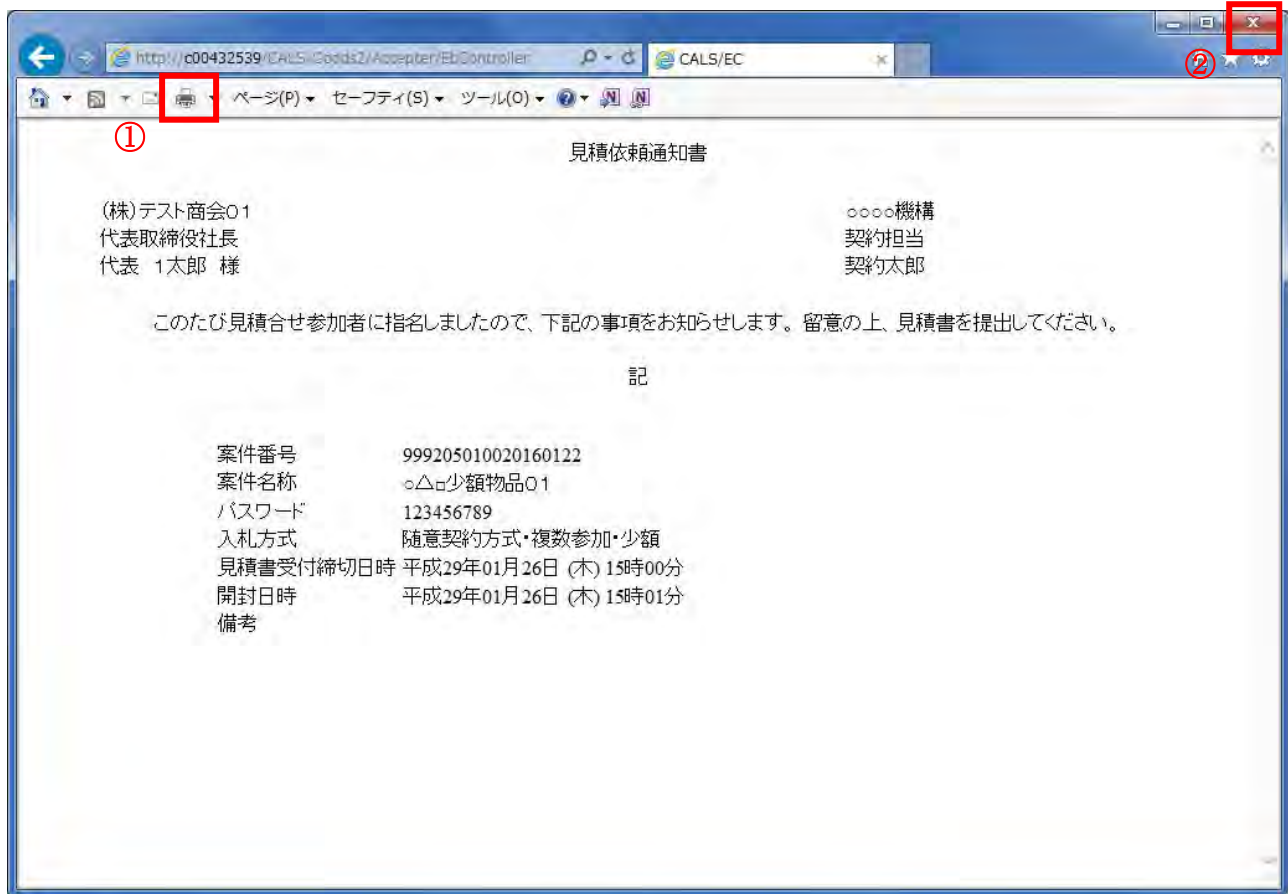 ②
http://c00432539/CALS/Goods2/Accepter/EbController
CALS/EC
ページ(P) セーフティ(S) ツール(O)
①
見積依頼通知書
(株)テスト商会01 ○○○○機構
代表取締役社長 契約担当
代表 1太郎 様 契約太郎
このたび見積合せ参加者に指名しましたので、下記の事項をお知らせします。留意の上、見積書を提出してください。
記
案件番号 999205010020160122
案件名称 ○△□少額物品01
パスワード 123456789
入札方式 随意契約方式・複数参加・少額
見積書受付締切日時 平成29年01月26日 (木) 15時00分
開封日時 平成29年01月26日 (木) 15時01分
備考